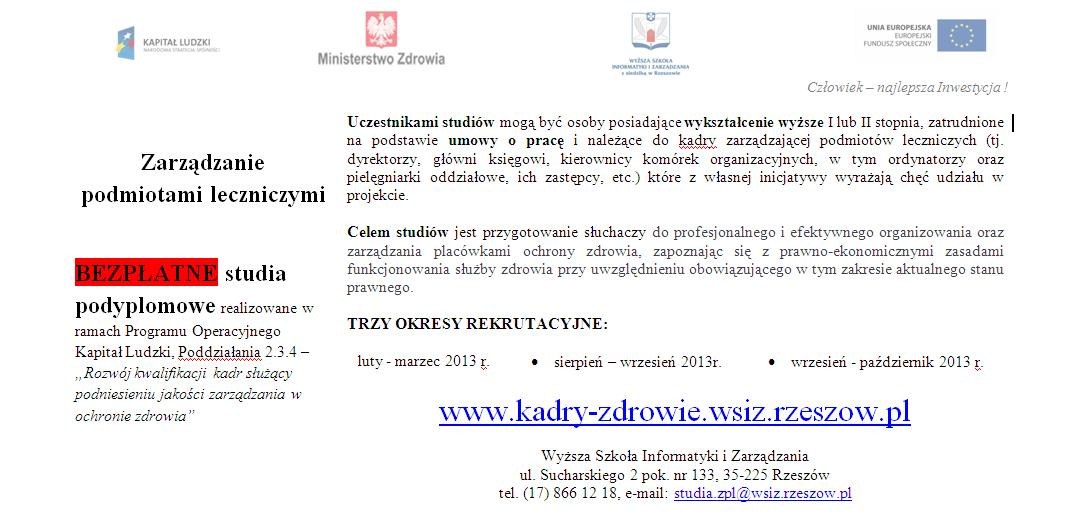 KAPITAŁ LUDZKI
NARODOWA STRATEGIA SPÓJNOŚCI
Ministerstwo Zdrowia
WYŻSZA SZKOŁA
INFORMATYKI I ZARZĄDZANIA
z siedzibą w Rzeszowie
UNIA EUROPEJSKA
EUROPEJSKI
FUNDUSZ SPOŁECZNY
Człowiek – najlepsza Inwestycja !
Zarządzanie
podmiotami leczniczymi
BEZPŁATNE studia
podyplomowe realizowane w
ramach Programu Operacyjnego
Kapitał Ludzki, Poddziałania 2.3.4 –
„Rozwój kwalifikacji kadr służący
podniesieniu jakości zarządzania w
ochronie zdrowia”
Uczestnikami studiów mogą być osoby posiadające wykształcenie wyższe I lub II stopnia, zatrudnione
na podstawie umowy o pracę i należące do kadry zarządzającej podmiotów leczniczych (tj.
dyrektorzy, główni księgowi, kierownicy komórek organizacyjnych, w tym ordynatorzy oraz
pielęgniarki oddziałowe, ich zastępcy, etc.) które z własnej inicjatywy wyrażają chęć udziału w
projekcie.
Celem studiów jest przygotowanie słuchaczy do profesjonalnego i efektywnego organizowania oraz
zarządzania placówkami ochrony zdrowia, zapoznając się z prawno-ekonomicznymi zasadami
funkcjonowania służby zdrowia przy uwzględnieniu obowiązującego w tym zakresie aktualnego stanu
prawnego.
TRZY OKRESY REKRUTACYJNE:
luty - marzec 2013 r. • sierpień – wrzesień 2013r. • wrzesień - październik 2013 r.
www.kadry-zdrowie.wsiz.rzeszow.pl
Wyższa Szkoła Informatyki i Zarządzania
ul. Sucharskiego 2 pok. nr 133, 35-225 Rzeszów
tel. (17) 866 12 18, e-mail: studia.zpl@wsiz.rzeszow.pl